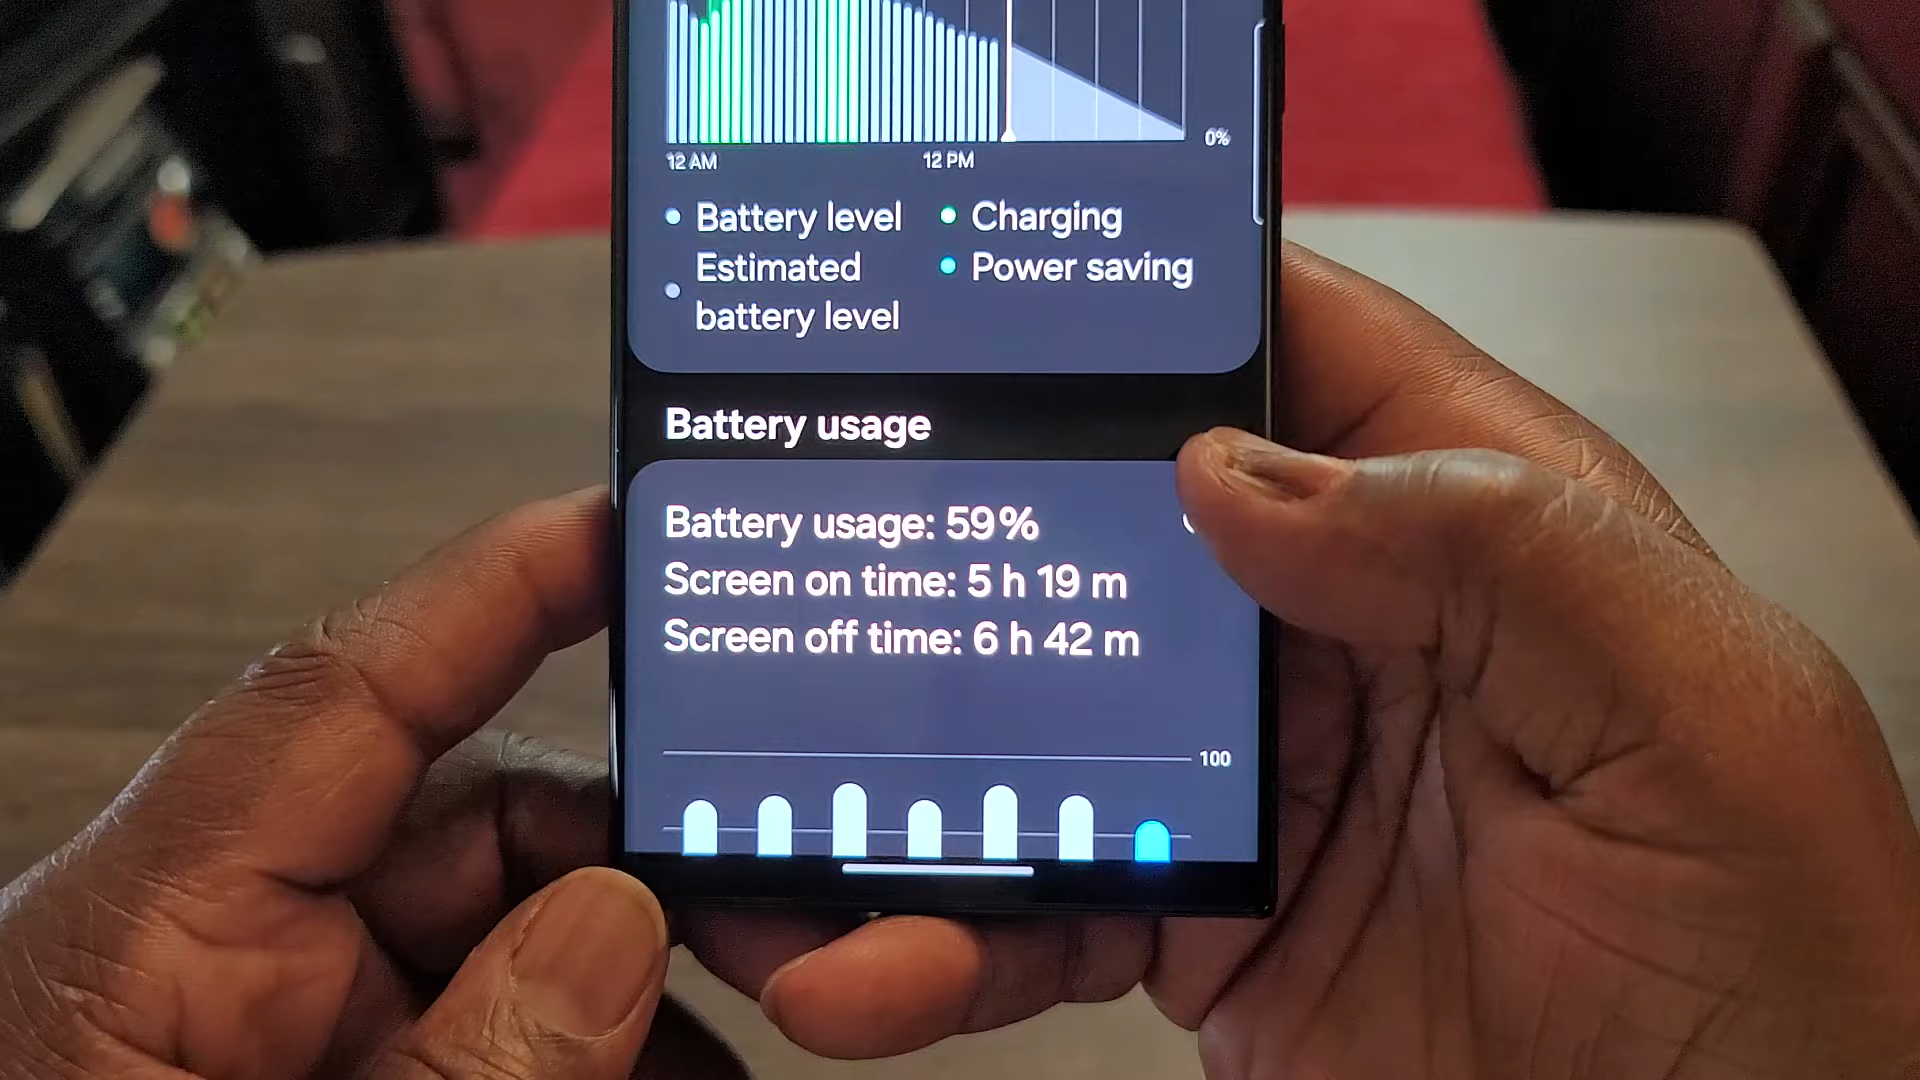 0%
12 AM 12 PM
Battery level Charging
Estimated battery level Power saving
Battery usage
Battery usage: 59%
Screen on time: 5 h 19 m
Screen off time: 6 h 42 m
100